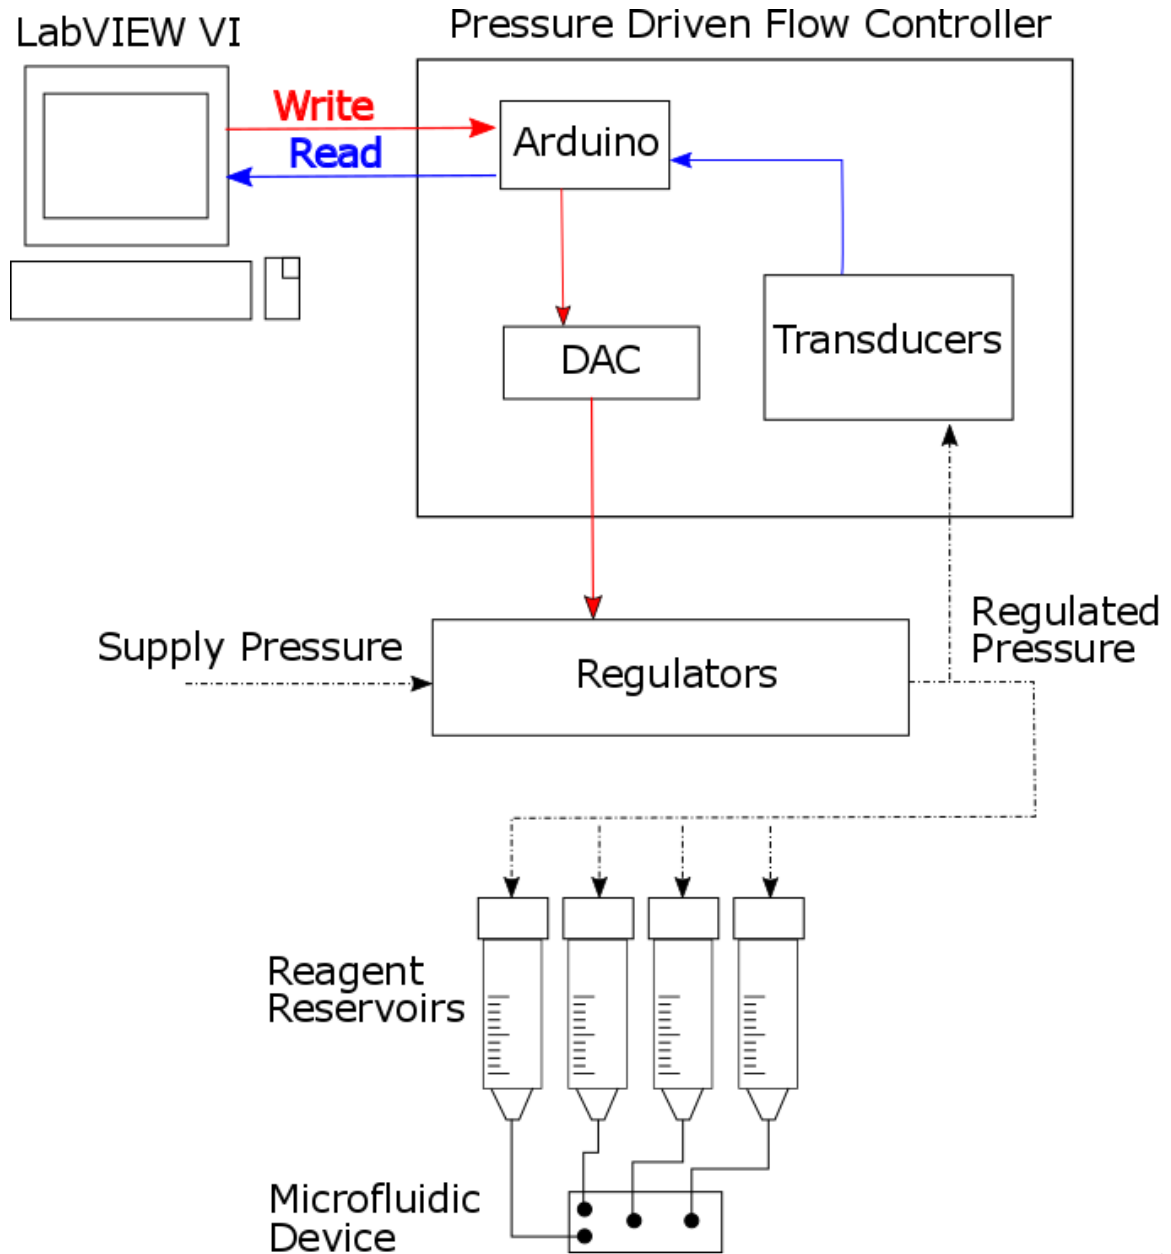 LabVIEW VI
Pressure Driven Flow Controller
Write
Read
Arduino
DAC
Transducers
Supply Pressure
Regulators
Regulated
Pressure
Reagent
Reservoirs
Microfluidic
Device